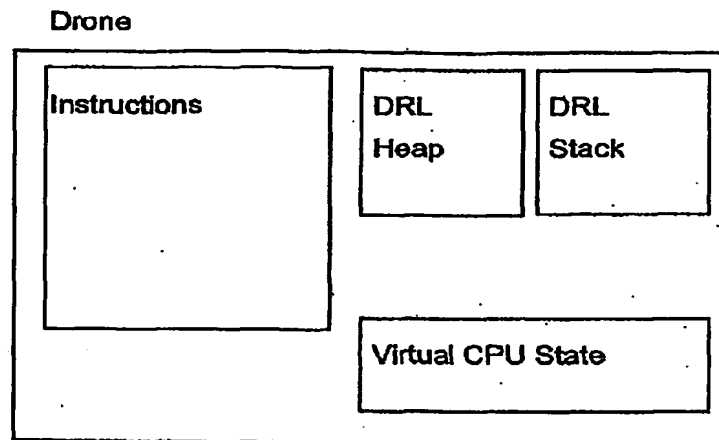 Drone
Instructions
DRL
Heap
DRL
Stack
Virtual CPU State